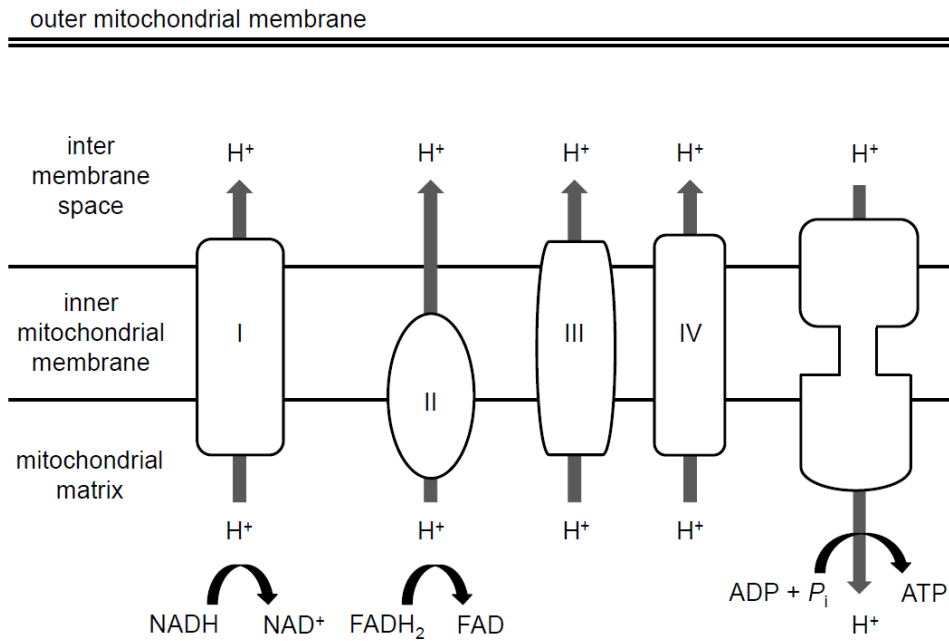 outer mitochondrial membrane
inter
membrane
space
H⁺ H⁺ H⁺ H⁺ H⁺
inner
mitochondrial
membrane
I II III IV
mitochondrial
matrix
H⁺ H⁺ H⁺ H⁺
NADH NAD⁺ FADH₂ FAD
ADP + Pᵢ ATP
H⁺